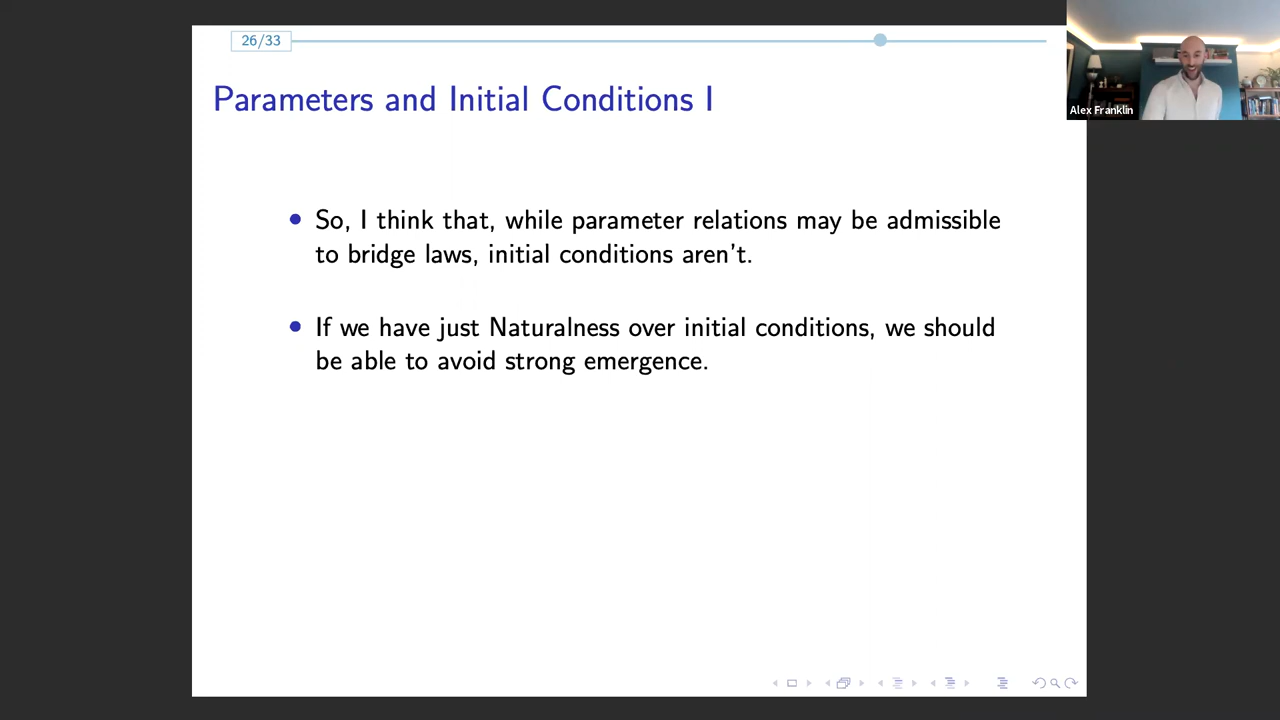 26/33
Alex Franklin
Parameters and Initial Conditions I
• So, I think that, while parameter relations may be admissible
to bridge laws, initial conditions aren't.
• If we have just Naturalness over initial conditions, we should
be able to avoid strong emergence.